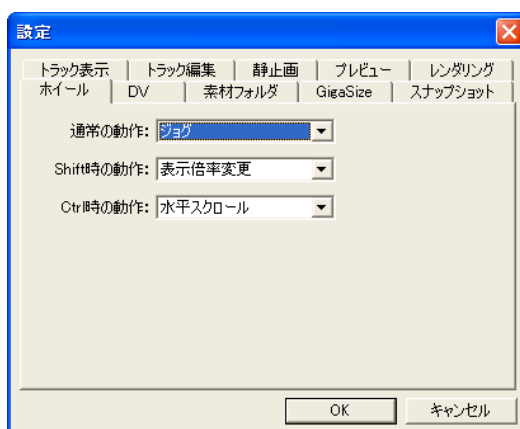 設定
トラック表示 トラック編集 静止画 プレビュー レンダリング
ホイール DV 素材フォルダ GigaSize スナップショット
通常の動作: ジョグ
Shift時の動作: 表示倍率変更
Ctrl時の動作: 水平スクロール
OK キャンセル